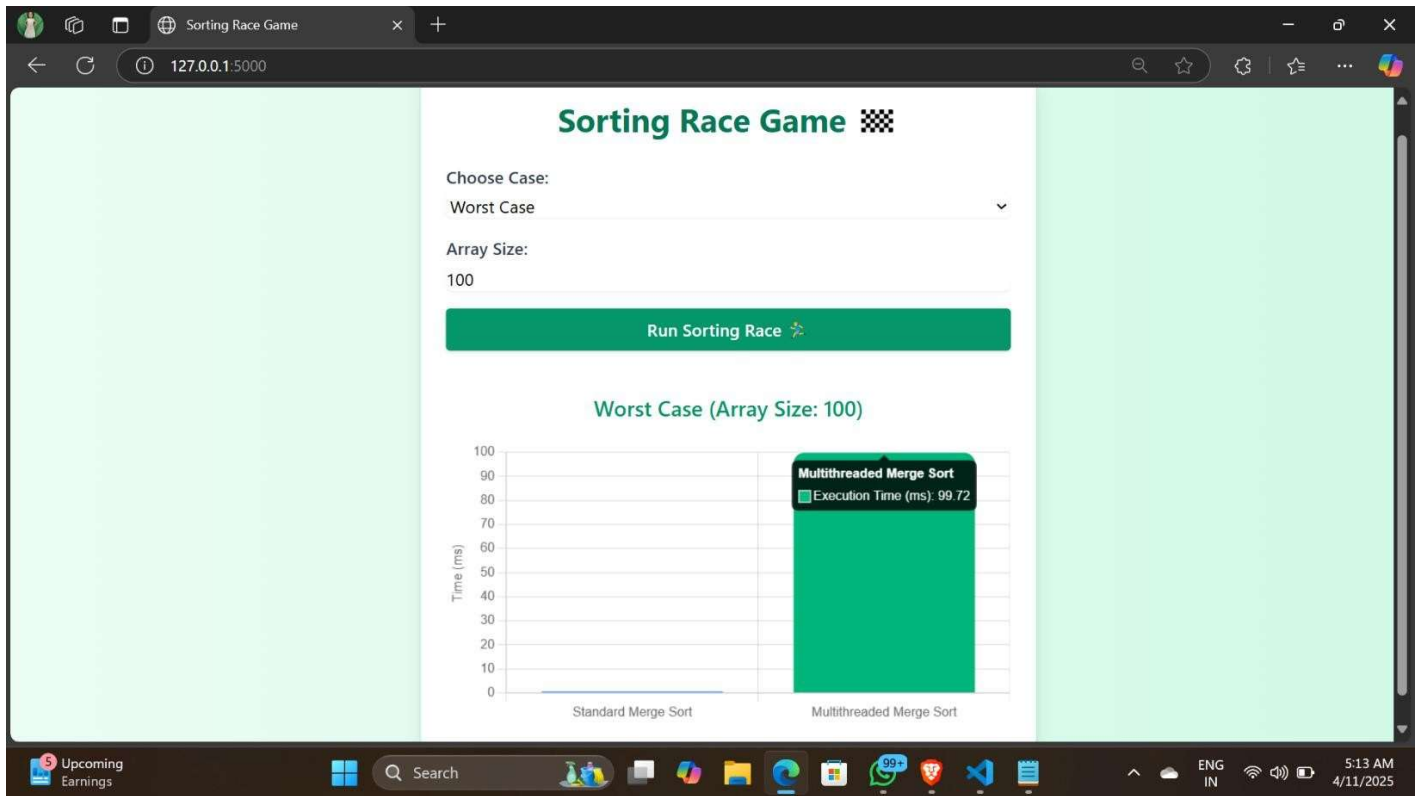 Sorting Race Game
127.0.0.1:5000
Sorting Race Game
Choose Case:
Worst Case
Array Size:
100
Run Sorting Race
Worst Case (Array Size: 100)
Time (ms)
100
90
80
70
60
50
40
30
20
10
0
Multithreaded Merge Sort
Execution Time (ms): 99.72
Standard Merge Sort
Multithreaded Merge Sort
5
Upcoming
Earnings
Search
99+
ENG
IN
5:13 AM
4/11/2025